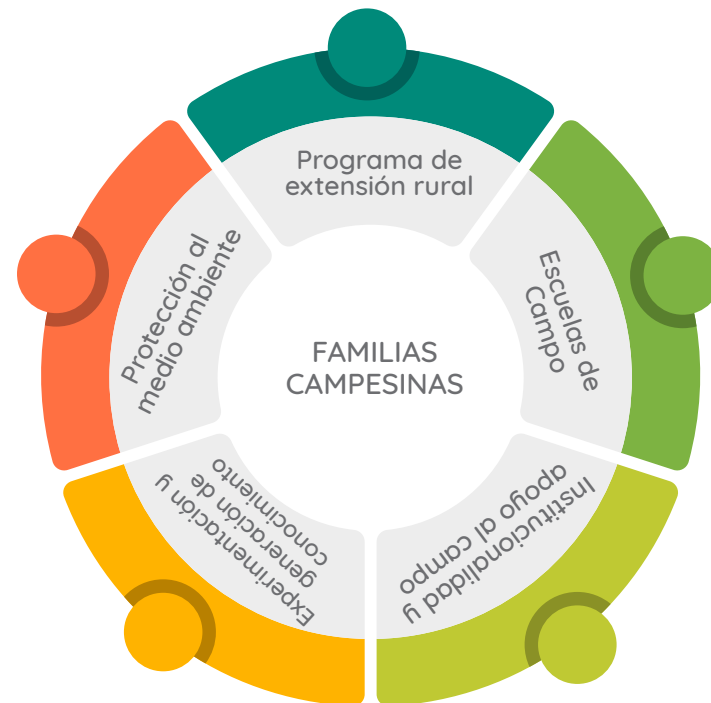 Programa de
extensión rural
Escuelas de
Campo
Institucionalidad y
apoyo al campo
Experimentación y
generación de
conocimiento
Protección al
medio ambiente
FAMILIAS
CAMPESINAS